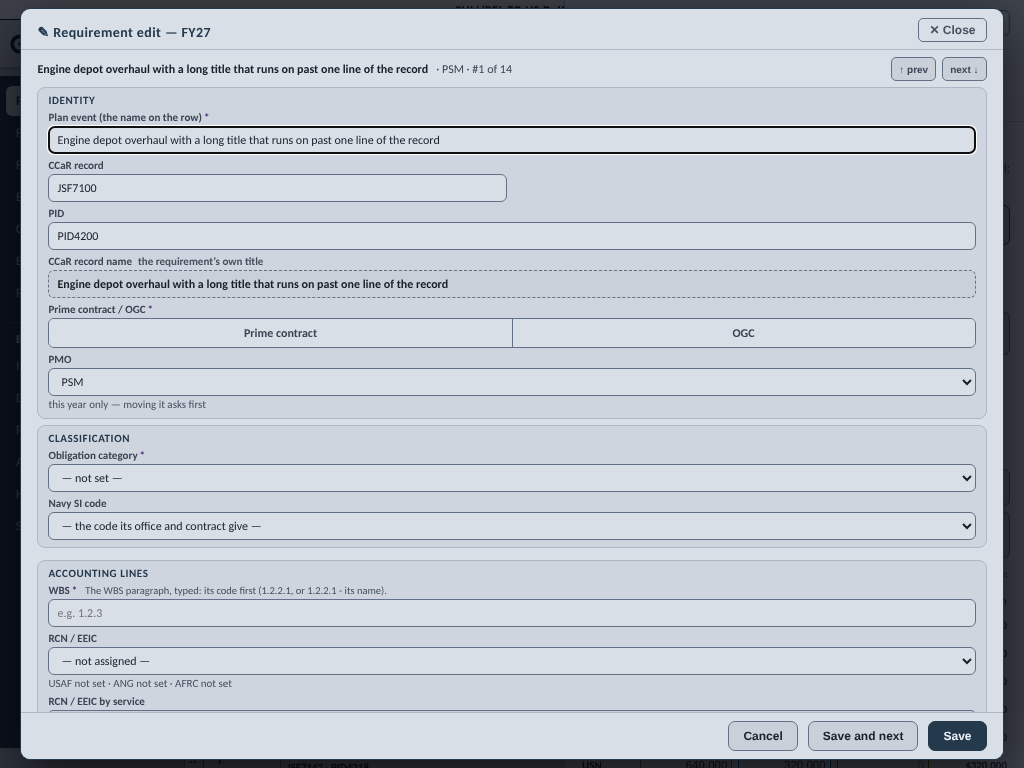 ✎ Requirement edit — FY27
✕ Close
Engine depot overhaul with a long title that runs on past one line of the record · PSM · #1 of 14
↑ prev
next ↓
IDENTITY
Plan event (the name on the row) *
Engine depot overhaul with a long title that runs on past one line of the record
CCaR record
JSF7100
PID
PID4200
CCaR record name the requirement's own title
Engine depot overhaul with a long title that runs on past one line of the record
Prime contract / OGC *
Prime contract
OGC
PMO
PSM
this year only — moving it asks first
CLASSIFICATION
Obligation category *
— not set —
Navy SI code
— the code its office and contract give —
ACCOUNTING LINES
WBS * The WBS paragraph, typed: its code first (1.2.2.1, or 1.2.2.1 - its name).
e.g. 1.2.3
RCN / EEIC
— not assigned —
USAF not set · ANG not set · AFRC not set
RCN / EEIC by service
Cancel
Save and next
Save